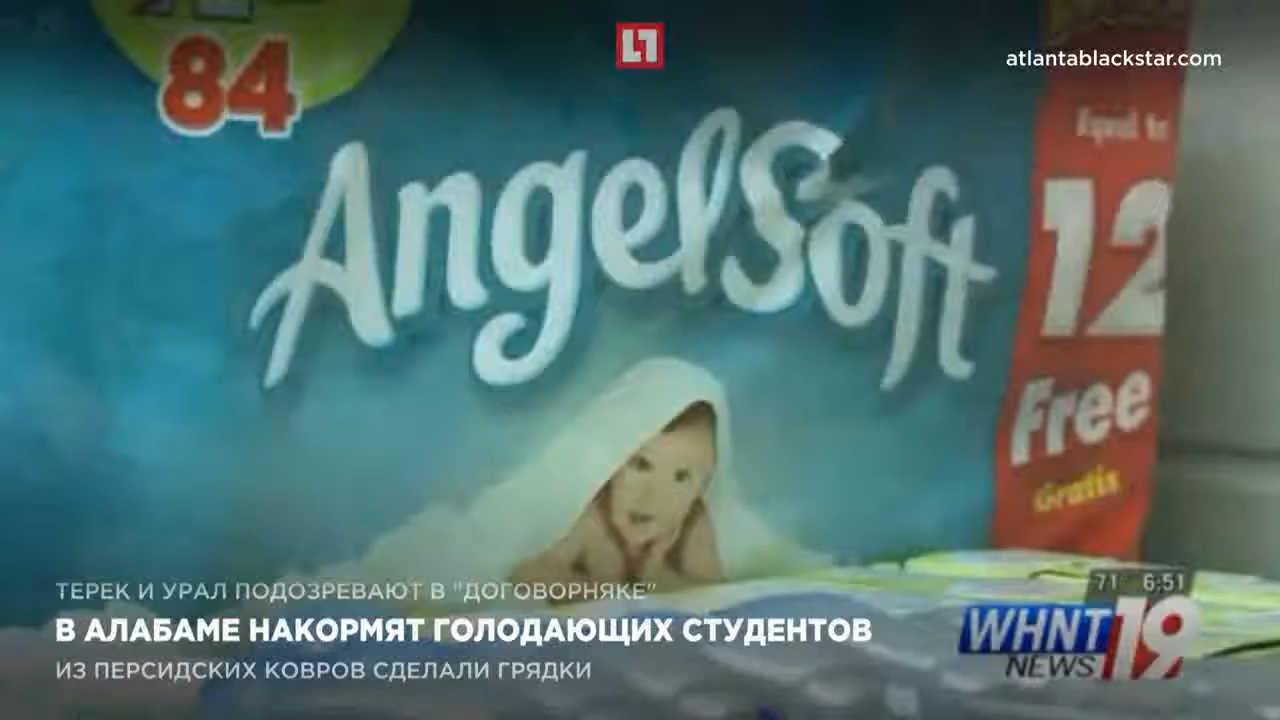 84
atlantablackstar.com
Equal to
AngelSoft
12
Free
Gratis
ТЕРЕК И УРАЛ ПОДОЗРЕВАЮТ В "ДОГОВОРНЯКЕ"
В АЛАБАМЕ НАКОРМЯТ ГОЛОДАЮЩИХ СТУДЕНТОВ
ИЗ ПЕРСИДСКИХ КОВРОВ СДЕЛАЛИ ГРЯДКИ
71° 6:51
WHNT 19
NEWS